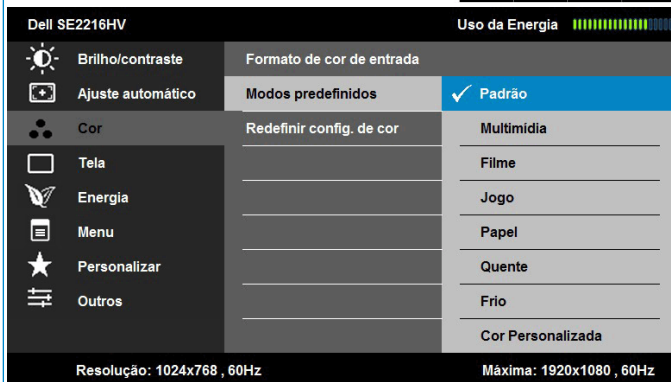 Dell SE2216HV Uso da Energia
Brilho/contraste Formato de cor de entrada
Ajuste automático Modos predefinidos Padrão
Cor Redefinir config. de cor Multimídia
Tela Filme
Energia Jogo
Menu Papel
Personalizar Quente
Outros Frio
Cor Personalizada
Resolução: 1024x768 , 60Hz Máxima: 1920x1080 , 60Hz